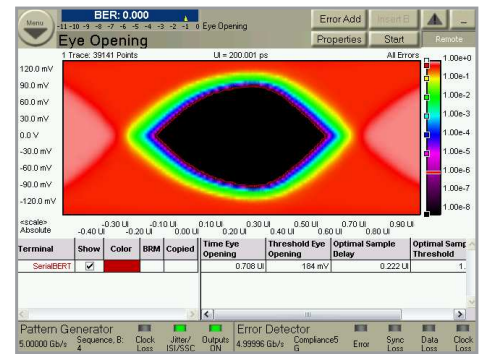 Menu
BER: 0.000
-11 -10 -9 -8 -7 -6 -5 -4 -3 -2 -1 0 Eye Opening
Error Add
Insert B
Eye Opening
Properties
Start
Remote
1 Trace: 39141 Points
UI = 200.001 ps
All Errors
120.0 mV
90.0 mV
60.0 mV
30.0 mV
0.0 V
-30.0 mV
-60.0 mV
-90.0 mV
-120.0 mV
1.00e+0
1.00e-1
1.00e-2
1.00e-3
1.00e-4
1.00e-5
1.00e-6
1.00e-7
1.00e-8
<scale>
Absolute
-0.30 UI -0.10 UI 0.10 UI 0.30 UI 0.50 UI 0.70 UI 0.90 UI
-0.40 UI -0.20 UI 0.00 UI 0.20 UI 0.40 UI 0.60 UI 0.80 UI
Terminal Show Color BRM Copied Time Eye Opening Threshold Eye Opening Optimal Sample Delay Optimal Samp Threshold
SerialBERT 0.708 UI 184 mV 0.222 UI 1.
Pattern Generator
5.00000 Gb/s
Sequence, B: 4
Clock Loss
Jitter/ ISI/SSC
Outputs ON
Error Detector
4.99996 Gb/s
Compliance5 G
Error
Sync Loss
Data Loss
Clock Loss